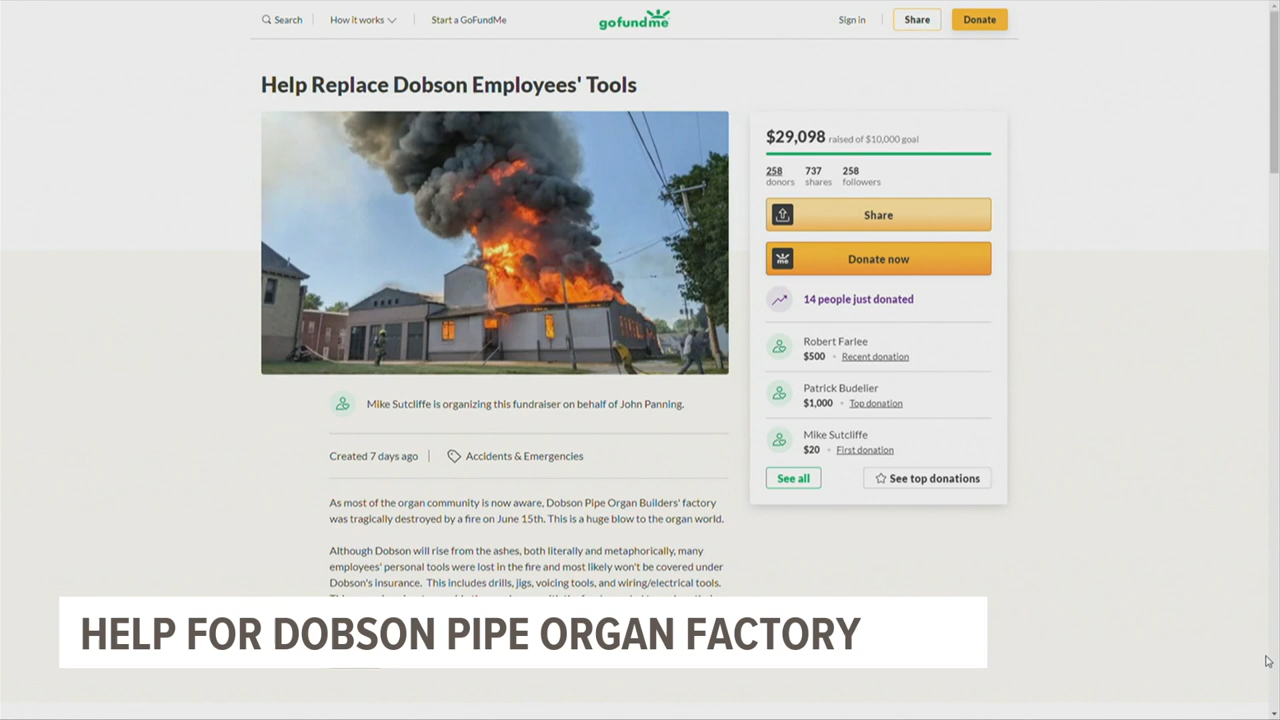 Search
How it works
Start a GoFundMe
gofundme
Sign in
Share
Donate
Help Replace Dobson Employees' Tools
$29,098 raised of $10,000 goal
258 737 258
donors shares followers
Share
me Donate now
14 people just donated
Robert Farlee
$500 • Recent donation
Patrick Budelier
$1,000 • Top donation
Mike Sutcliffe
$20 • First donation
See all
See top donations
Mike Sutcliffe is organizing this fundraiser on behalf of John Panning.
Created 7 days ago
Accidents & Emergencies
As most of the organ community is now aware, Dobson Pipe Organ Builders' factory
was tragically destroyed by a fire on June 15th. This is a huge blow to the organ world.
Although Dobson will rise from the ashes, both literally and metaphorically, many
employees' personal tools were lost in the fire and most likely won't be covered under
Dobson's insurance. This includes drills, jigs, voicing tools, and wiring/electrical tools.
HELP FOR DOBSON PIPE ORGAN FACTORY